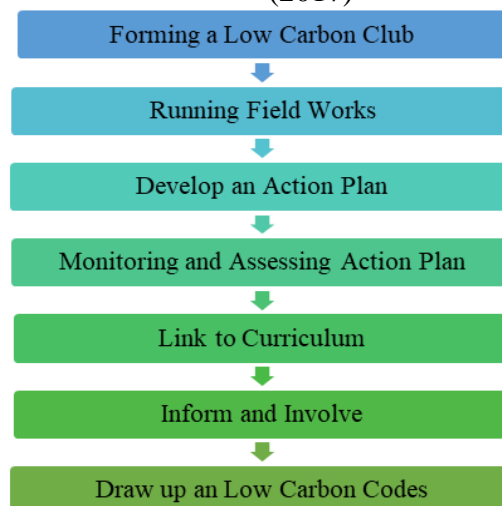 (2017)
Forming a Low Carbon Club
Running Field Works
Develop an Action Plan
Monitoring and Assessing Action Plan
Link to Curriculum
Inform and Involve
Draw up an Low Carbon Codes